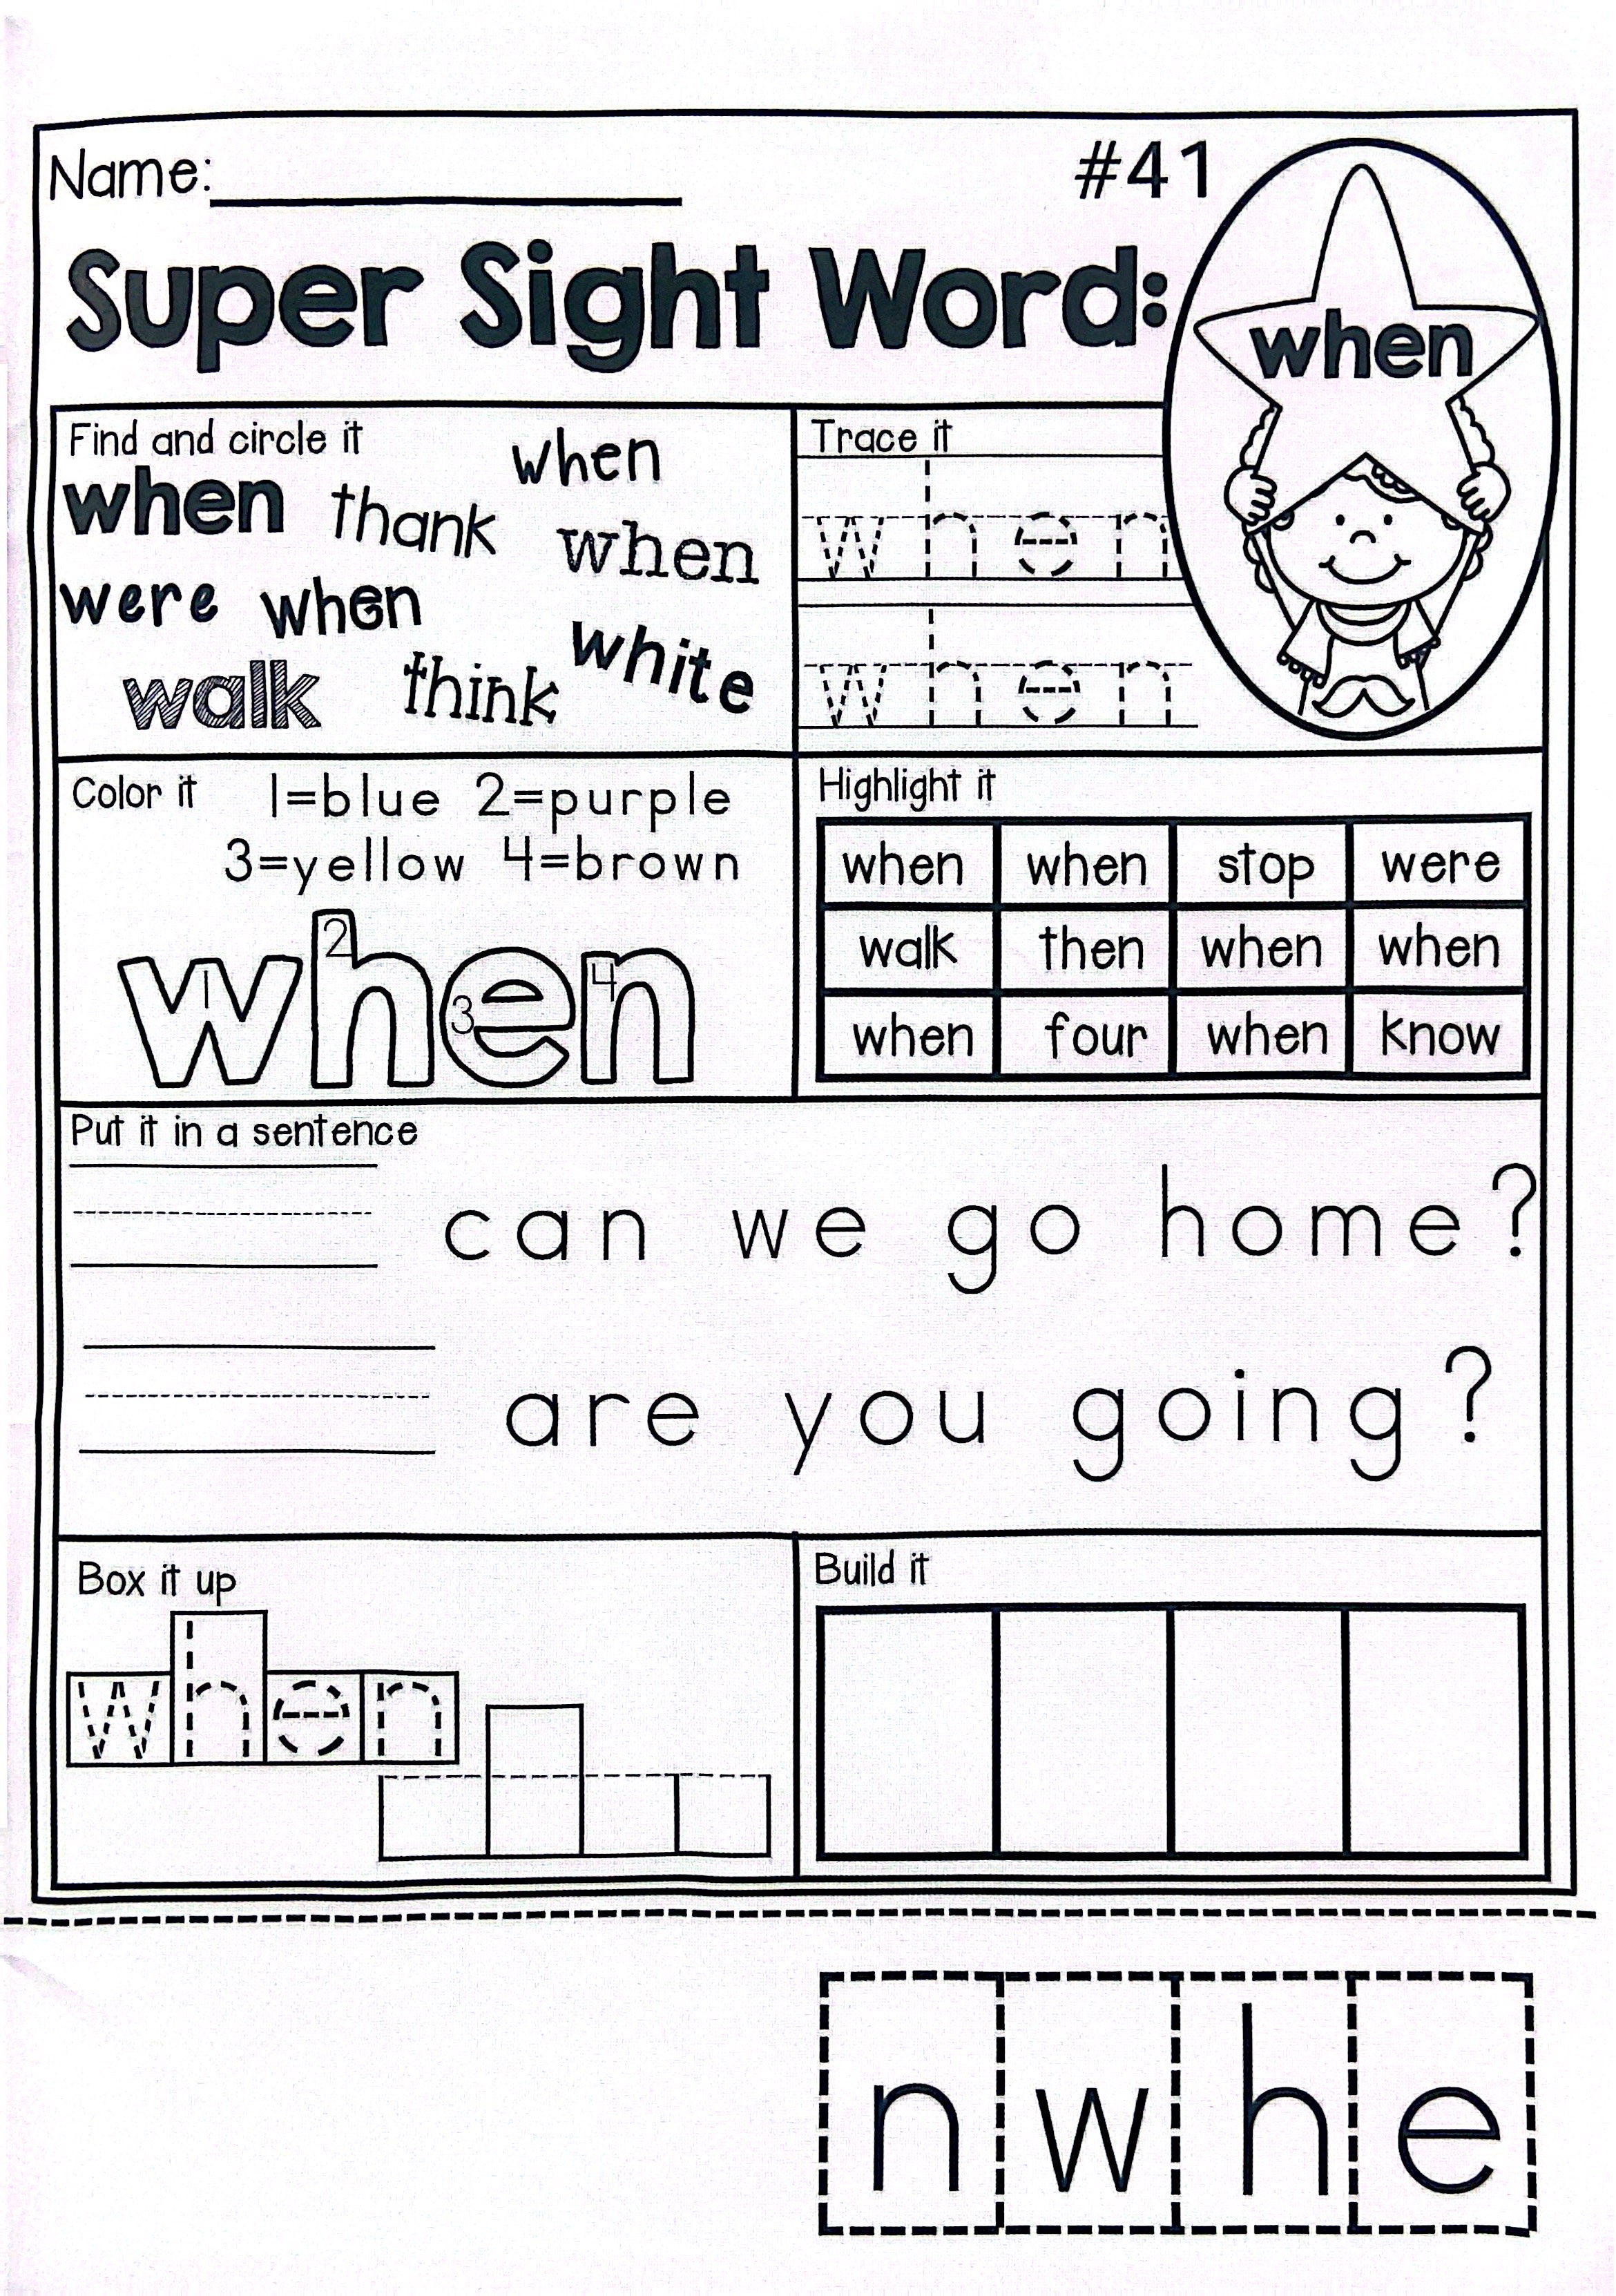 Name:
#41
Super Sight Word:
when
Find and circle it
when
when thank
when
were when
white
walk think
Trace it
when
when
Color it 1=blue 2=purple
3=yellow 4=brown
when
1 2 3 4
Highlight it
when when stop were
walk then when when
when four when know
Put it in a sentence
can we go home?
are you going?
Box it up
when
Build it
n w h e